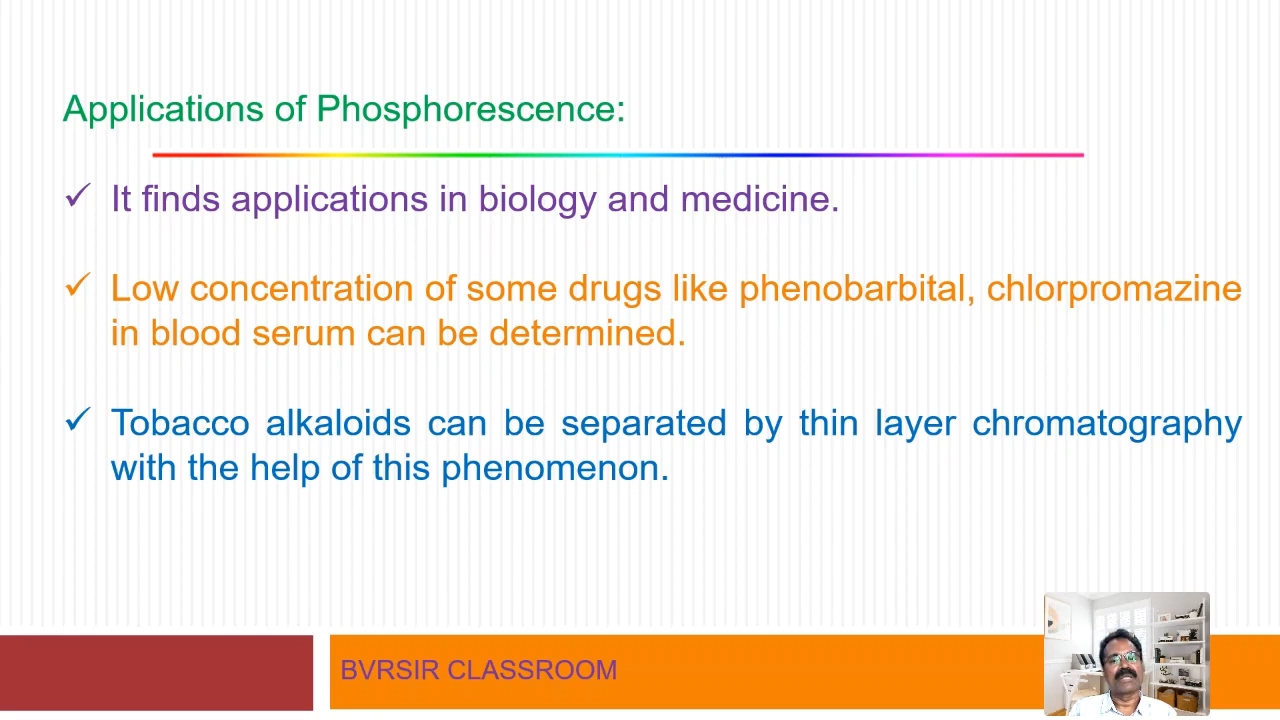 Applications of Phosphorescence:
✓ It finds applications in biology and medicine.
✓ Low concentration of some drugs like phenobarbital, chlorpromazine
in blood serum can be determined.
✓ Tobacco alkaloids can be separated by thin layer chromatography
with the help of this phenomenon.
BVRSIR CLASSROOM